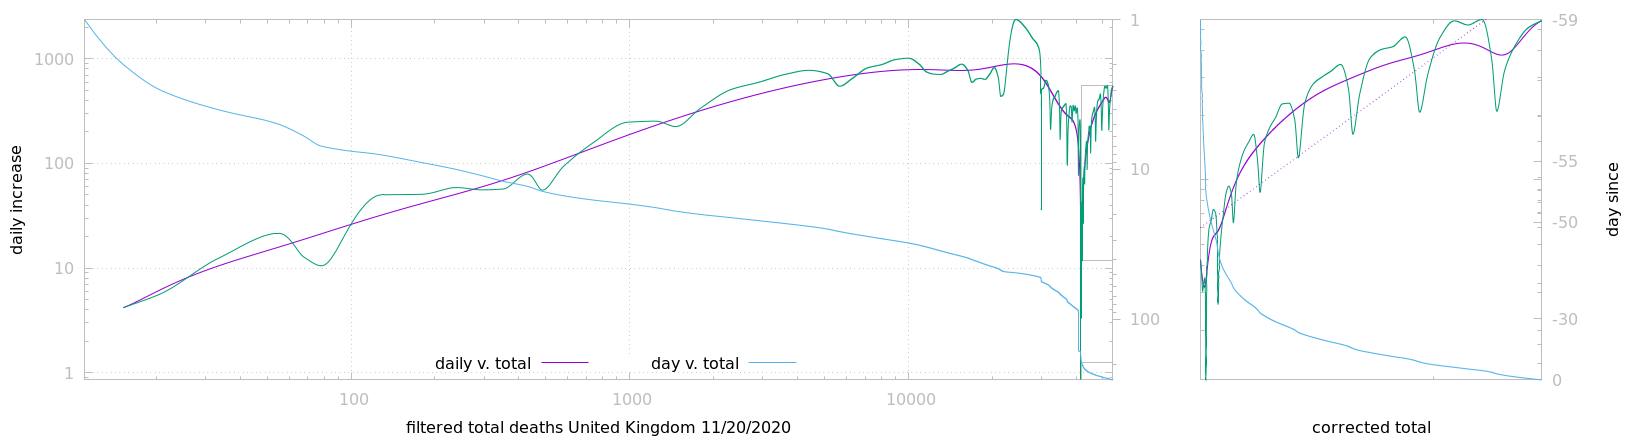 1000
100
10
1
daily increase
daily v. total
day v. total
100
1000
10000
filtered total deaths United Kingdom 11/20/2020
1
10
100
-59
-55
-50
-30
0
day since
corrected total